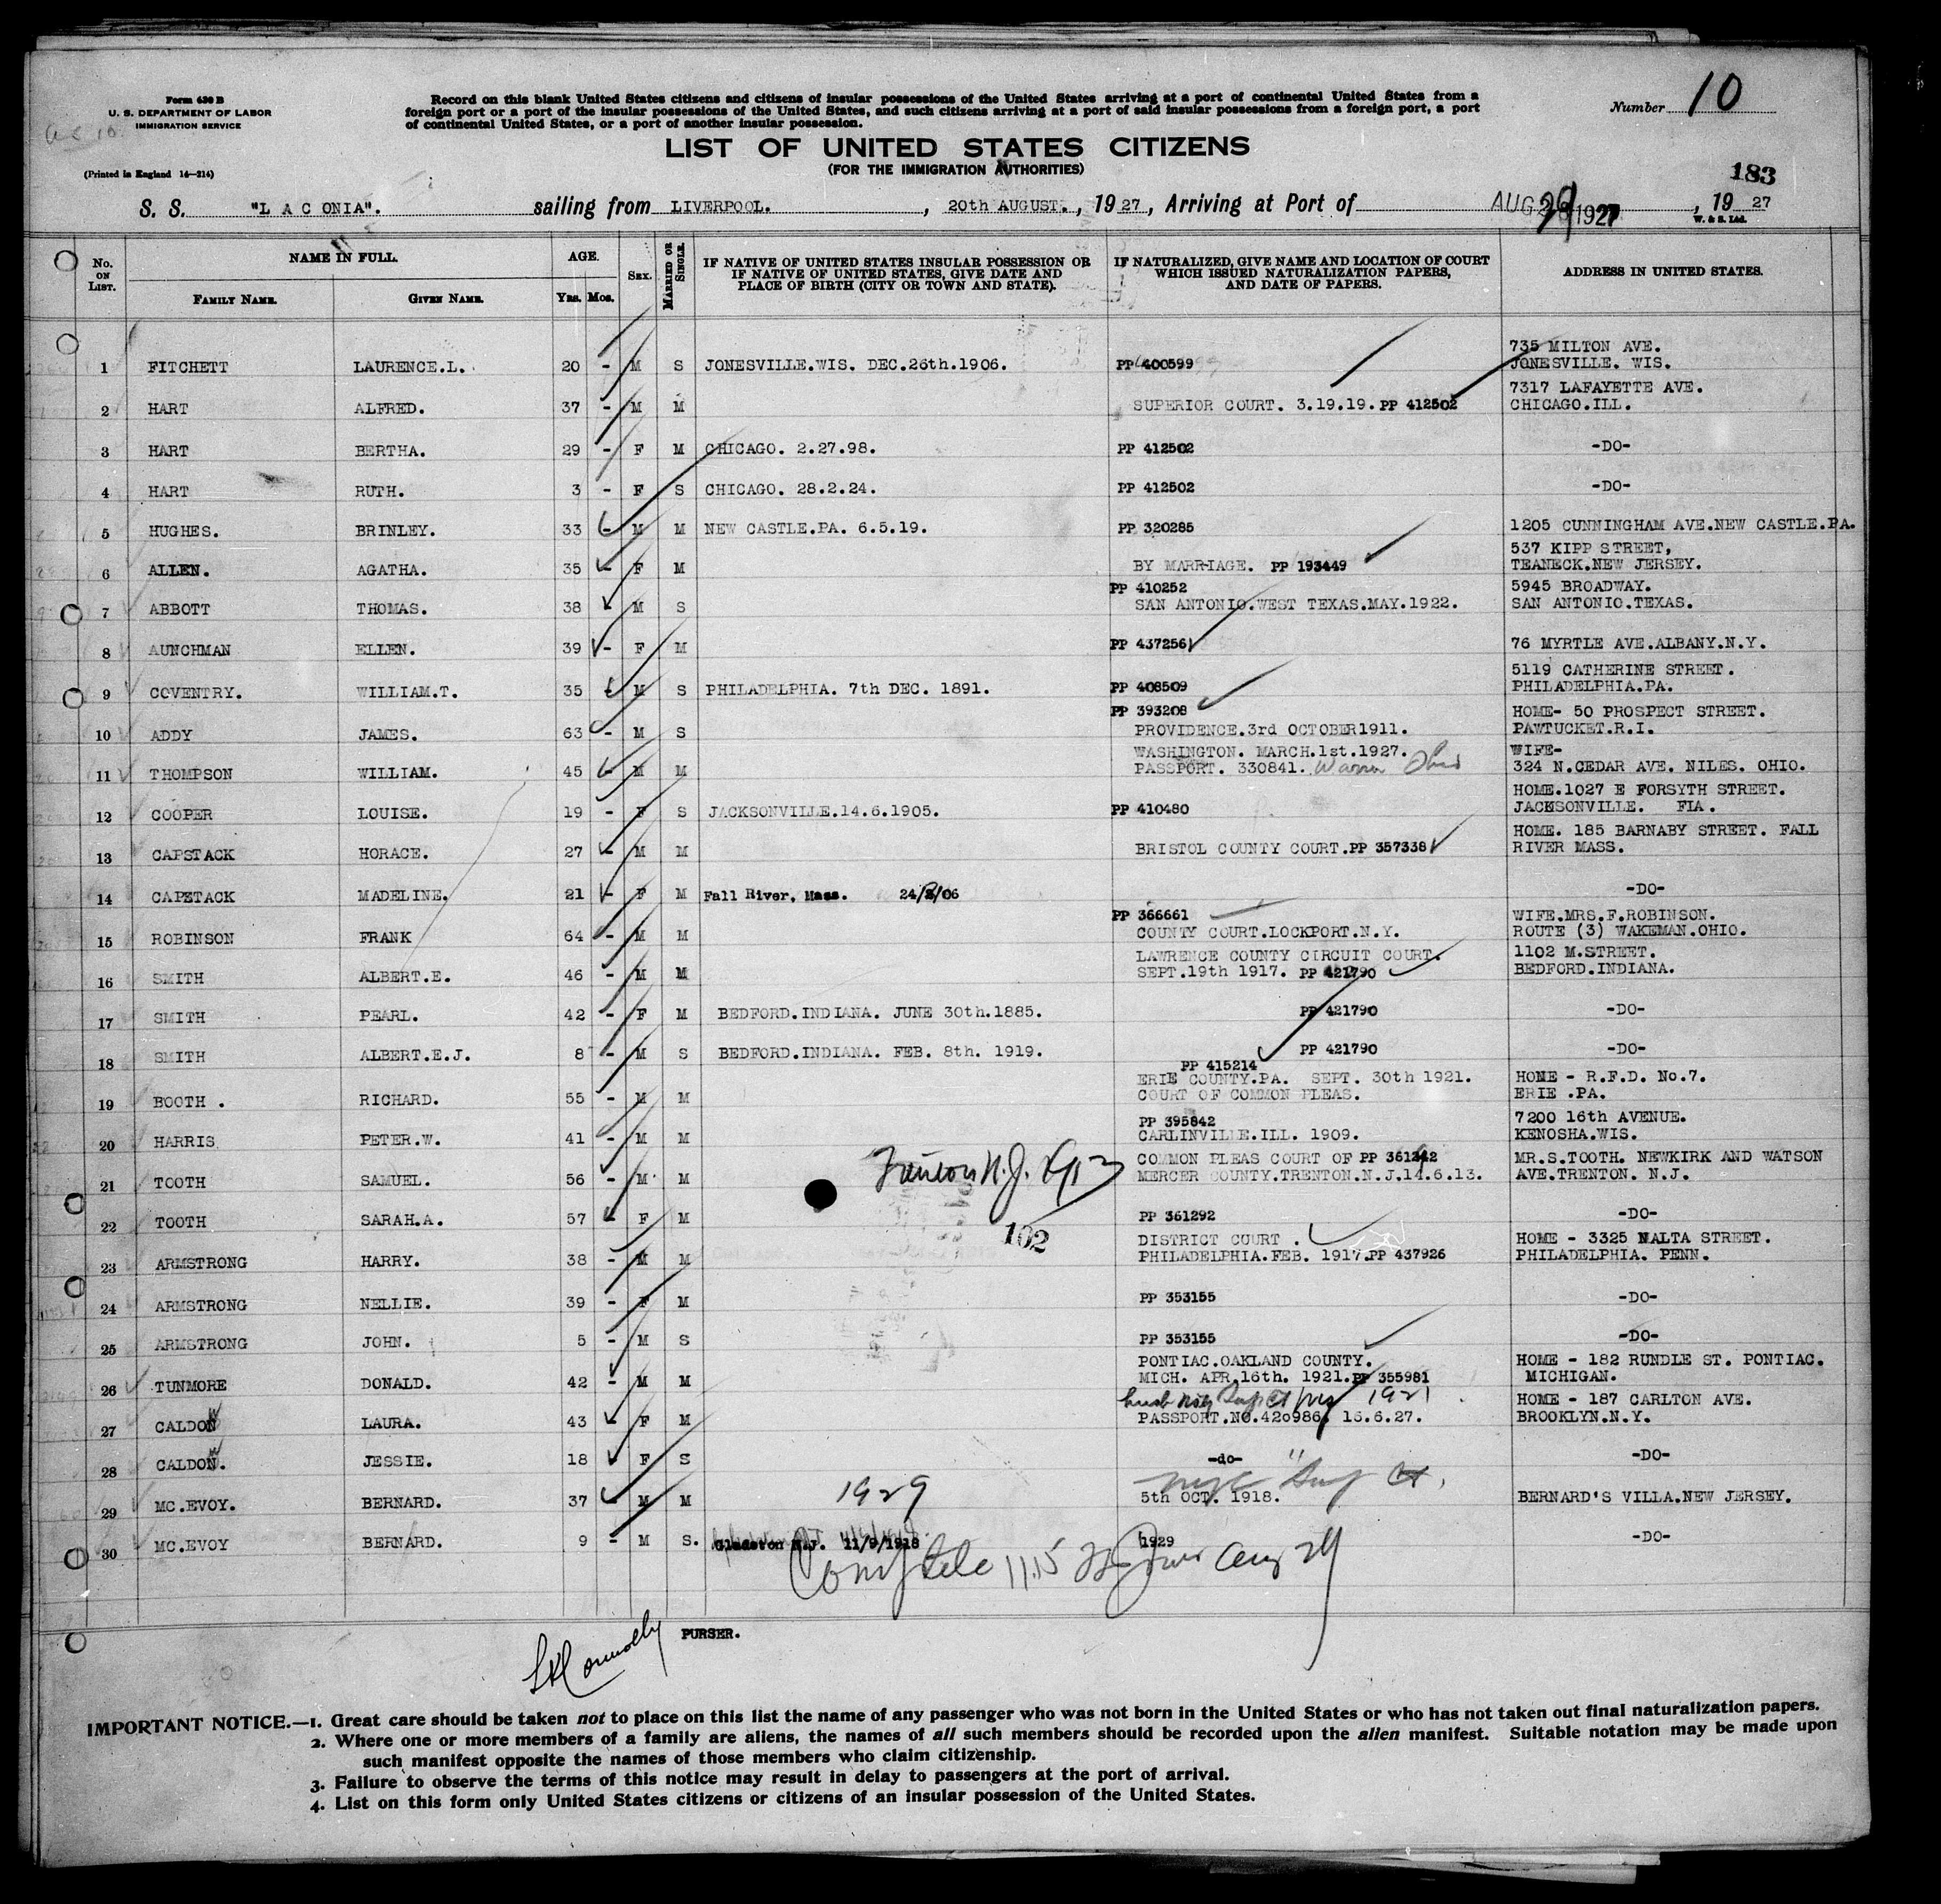 Form 630 B
U. S. DEPARTMENT OF LABOR
IMMIGRATION SERVICE
(Printed in England 14—214)
Record on this blank United States citizens and citizens of insular possessions of the United States arriving at a port of continental United States from a
foreign port or a port of the insular possessions of the United States, and such citizens arriving at a port of said insular possessions from a foreign port, a port
of continental United States, or a port of another insular possession.
Number 10
LIST OF UNITED STATES CITIZENS
(FOR THE IMMIGRATION AUTHORITIES)
183
S. S. "LACONIA". sailing from LIVERPOOL. , 20th AUGUST. , 1927, Arriving at Port of AUG 29 1927 , 1927
W. & S. Ltd.
No. ON LIST. NAME IN FULL. FAMILY NAME. GIVEN NAME. AGE. YRS. MOS. SEX. MARRIED OR SINGLE. IF NATIVE OF UNITED STATES INSULAR POSSESSION OR IF NATIVE OF UNITED STATES, GIVE DATE AND PLACE OF BIRTH (CITY OR TOWN AND STATE). IF NATURALIZED, GIVE NAME AND LOCATION OF COURT WHICH ISSUED NATURALIZATION PAPERS, AND DATE OF PAPERS. ADDRESS IN UNITED STATES.
735 MILTON AVE.
1 FITCHETT LAURENCE.L. 20 - M S JONESVILLE.WIS. DEC.26th.1906. PP 400599 JONESVILLE. WIS.
7317 LAFAYETTE AVE.
2 HART ALFRED. 37 - M M SUPERIOR COURT. 3.19.19. PP 412502 CHICAGO.ILL.
3 HART BERTHA. 29 - F M CHICAGO. 2.27.98. PP 412502 -DO-
4 HART RUTH. 3 - F S CHICAGO. 28.2.24. PP 412502 -DO-
5 HUGHES. BRINLEY. 33 - M M NEW CASTLE.PA. 6.5.19. PP 320285 1205 CUNNINGHAM AVE.NEW CASTLE.PA.
537 KIPP STREET,
6 ALLEN. AGATHA. 35 - F M BY MARRIAGE. PP 193449 TEANECK.NEW JERSEY.
PP 410252 5945 BROADWAY.
7 ABBOTT THOMAS. 38 M S SAN ANTONIO.WEST TEXAS.MAY.1922. SAN ANTONIO.TEXAS.
8 AUNCHMAN ELLEN. 39 - F M PP 437256 76 MYRTLE AVE.ALBANY.N.Y.
5119 CATHERINE STREET.
9 COVENTRY. WILLIAM.T. 35 - M S PHILADELPHIA. 7th DEC. 1891. PP 408509 PHILADELPHIA.PA.
PP 393208 HOME- 50 PROSPECT STREET.
10 ADDY JAMES. 63 - M S PROVIDENCE.3rd OCTOBER1911. PAWTUCKET.R.I.
WASHINGTON. MARCH.1st.1927. WIFE-
11 THOMPSON WILLIAM. 45 - M M PASSPORT. 330841. Warren Ohio 324 N.CEDAR AVE. NILES. OHIO.
HOME.1027 E FORSYTH STREET.
12 COOPER LOUISE. 19 - F S JACKSONVILLE.14.6.1905. PP 410480 JACKSONVILLE. FIA.
HOME. 185 BARNABY STREET. FALL
13 CAPSTACK HORACE. 27 - M M BRISTOL COUNTY COURT.PP 357338 RIVER MASS.
14 CAPSTACK MADELINE. 21 - F M Fall River, Mass. 24/ /06 -DO-
PP 366661 WIFE.MRS.F.ROBINSON.
15 ROBINSON FRANK 64 - M M COUNTY COURT.LOCKPORT.N.Y. ROUTE (3) WAKEMAN.OHIO.
LAWRENCE COUNTY CIRCUIT COURT. 1102 M.STREET.
16 SMITH ALBERT.E. 46 - M M SEPT.19th 1917. PP 421790 BEDFORD.INDIANA.
17 SMITH PEARL. 42 - F M BEDFORD.INDIANA. JUNE 30th.1885. PP 421790 -DO-
18 SMITH ALBERT.E.J. 8 - M S BEDFORD.INDIANA. FEB. 8th. 1919. PP 421790 -DO-
PP 415214
ERIE COUNTY.PA. SEPT. 30th 1921. HOME - R.F.D. No.7.
19 BOOTH . RICHARD. 55 - M M COURT OF COMMON PLEAS. ERIE .PA.
PP 395842 7200 16th AVENUE.
20 HARRIS PETER.W. 41 - M M CARLINVILLE.ILL. 1909. KENOSHA.WIS.
Trenton N.J. COMMON PLEAS COURT OF PP 361292 MR.S.TOOTH. NEWKIRK AND WATSON
21 TOOTH SAMUEL. 56 - M M MERCER COUNTY.TRENTON.N.J.14.6.13. AVE.TRENTON. N.J.
22 TOOTH SARAH.A. 57 - F M PP 361292 -DO-
102 DISTRICT COURT . HOME - 3325 NALTA STREET.
23 ARMSTRONG HARRY. 38 - M M PHILADELPHIA.FEB. 1917.PP 437926 PHILADELPHIA. PENN.
24 ARMSTRONG NELLIE. 39 - F M PP 353155 -DO-
25 ARMSTRONG JOHN. 5 - M S PP 353155 -DO-
PONTIAC.OAKLAND COUNTY. HOME - 182 RUNDLE ST. PONTIAC.
26 TUNMORE DONALD. 42 - M M MICH. APR.16th. 1921.PP 355981 MICHIGAN.
1921 HOME - 187 CARLTON AVE.
27 CALDOW LAURA. 43 - F M PASSPORT.NO.420986, 16.6.27. BROOKLYN.N.Y.
28 CALDOW. JESSIE. 18 F S -do- -DO-
1929 NYC Sup Ct.
29 MC.EVOY. BERNARD. 37 - M M 5th OCT. 1918. BERNARD'S VILLA.NEW JERSEY.
30 MC.EVOY BERNARD. 9 - M S. Gladston N.J. 11/9/1918 1929 -DO-
Complete 1115 Aug 29
PURSER.
IMPORTANT NOTICE.—1. Great care should be taken not to place on this list the name of any passenger who was not born in the United States or who has not taken out final naturalization papers.
2. Where one or more members of a family are aliens, the names of all such members should be recorded upon the alien manifest. Suitable notation may be made upon
such manifest opposite the names of those members who claim citizenship.
3. Failure to observe the terms of this notice may result in delay to passengers at the port of arrival.
4. List on this form only United States citizens or citizens of an insular possession of the United States.